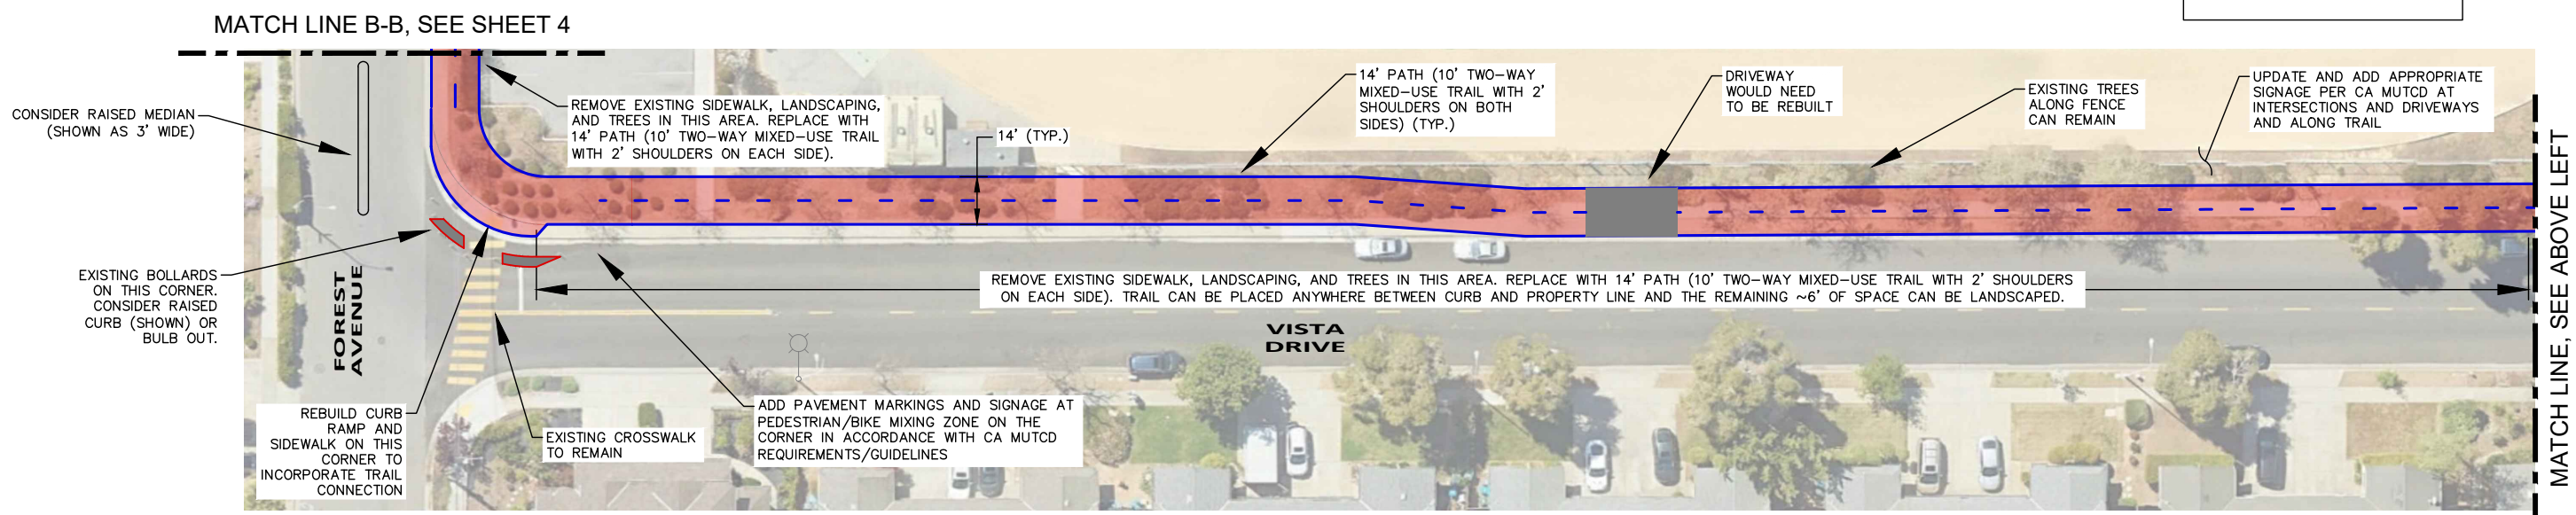 MATCH LINE B-B, SEE SHEET 4
CONSIDER RAISED MEDIAN
(SHOWN AS 3' WIDE)
REMOVE EXISTING SIDEWALK, LANDSCAPING,
AND TREES IN THIS AREA. REPLACE WITH
14' PATH (10' TWO-WAY MIXED-USE TRAIL
WITH 2' SHOULDERS ON EACH SIDE).
14' (TYP.)
14' PATH (10' TWO-WAY
MIXED-USE TRAIL WITH 2'
SHOULDERS ON BOTH
SIDES) (TYP.)
DRIVEWAY
WOULD NEED
TO BE REBUILT
EXISTING TREES
ALONG FENCE
CAN REMAIN
UPDATE AND ADD APPROPRIATE
SIGNAGE PER CA MUTCD AT
INTERSECTIONS AND DRIVEWAYS
AND ALONG TRAIL
MATCH LINE, SEE ABOVE LEFT
EXISTING BOLLARDS
ON THIS CORNER.
CONSIDER RAISED
CURB (SHOWN) OR
BULB OUT.
FOREST
AVENUE
REMOVE EXISTING SIDEWALK, LANDSCAPING, AND TREES IN THIS AREA. REPLACE WITH 14' PATH (10' TWO-WAY MIXED-USE TRAIL WITH 2' SHOULDERS
ON EACH SIDE). TRAIL CAN BE PLACED ANYWHERE BETWEEN CURB AND PROPERTY LINE AND THE REMAINING ~6' OF SPACE CAN BE LANDSCAPED.
VISTA
DRIVE
REBUILD CURB
RAMP AND
SIDEWALK ON THIS
CORNER TO
INCORPORATE TRAIL
CONNECTION
EXISTING CROSSWALK
TO REMAIN
ADD PAVEMENT MARKINGS AND SIGNAGE AT
PEDESTRIAN/BIKE MIXING ZONE ON THE
CORNER IN ACCORDANCE WITH CA MUTCD
REQUIREMENTS/GUIDELINES